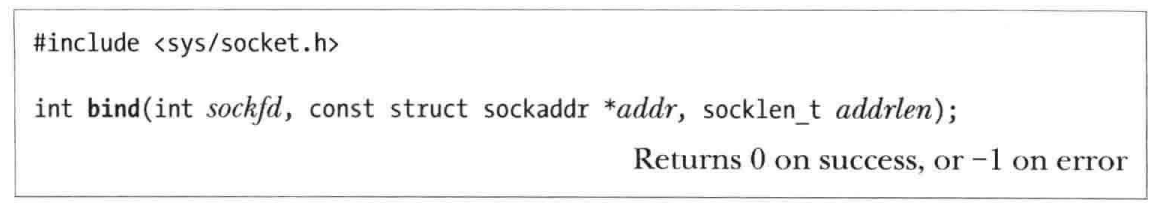 #include <sys/socket.h>
int bind(int sockfd, const struct sockaddr *addr, socklen_t addrlen);
Returns 0 on success, or −1 on error